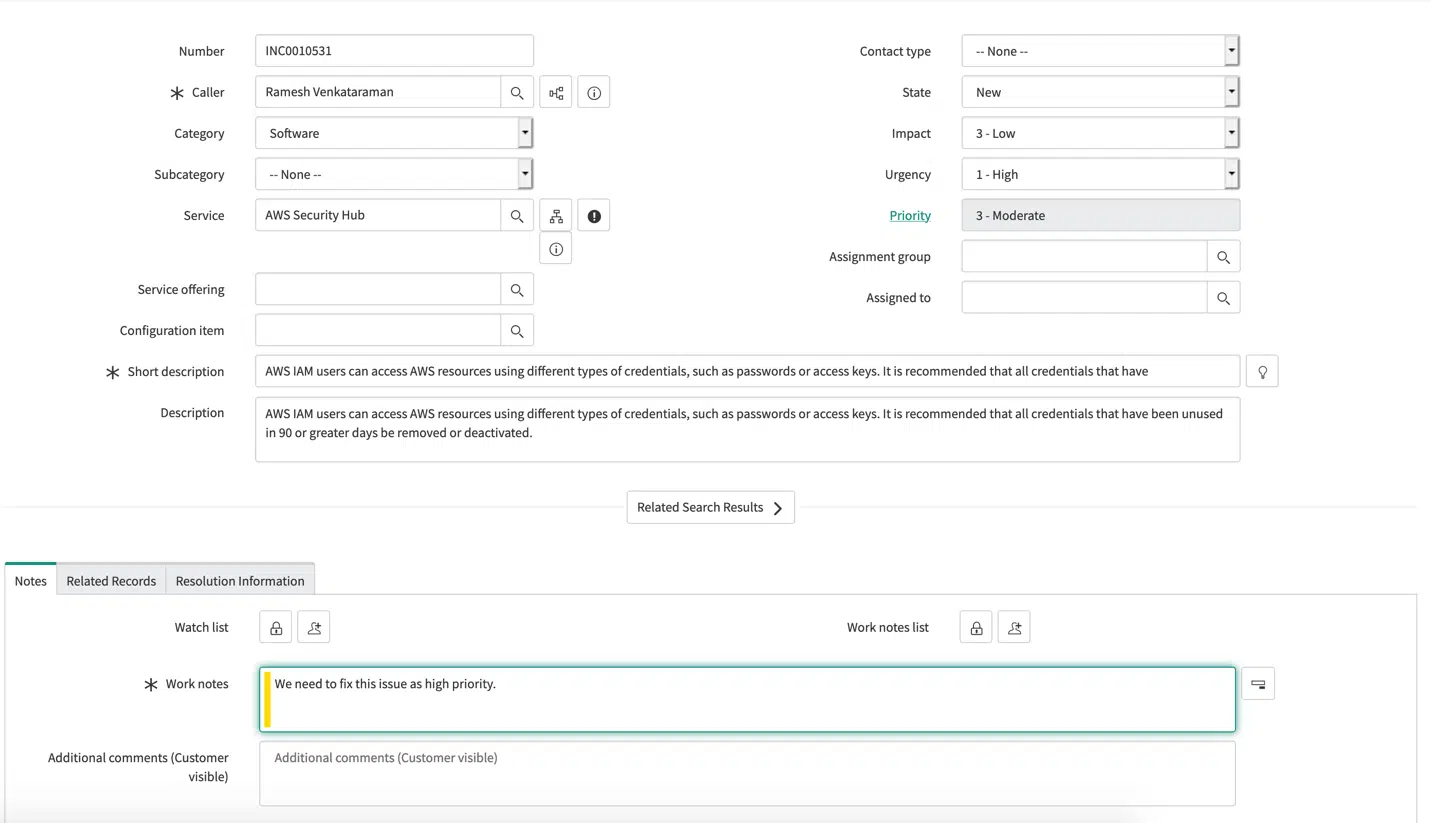 Number INC0010531
Contact type -- None --
Caller Ramesh Venkataraman
State New
Category Software
Impact 3 - Low
Subcategory -- None --
Urgency 1 - High
Service AWS Security Hub
Priority 3 - Moderate
Assignment group
Service offering
Assigned to
Configuration item
Short description AWS IAM users can access AWS resources using different types of credentials, such as passwords or access keys. It is recommended that all credentials that have
Description AWS IAM users can access AWS resources using different types of credentials, such as passwords or access keys. It is recommended that all credentials that have been unused
in 90 or greater days be removed or deactivated.
Related Search Results
Notes Related Records Resolution Information
Watch list
Work notes list
Work notes We need to fix this issue as high priority.
Additional comments (Customer
visible)
Additional comments (Customer visible)